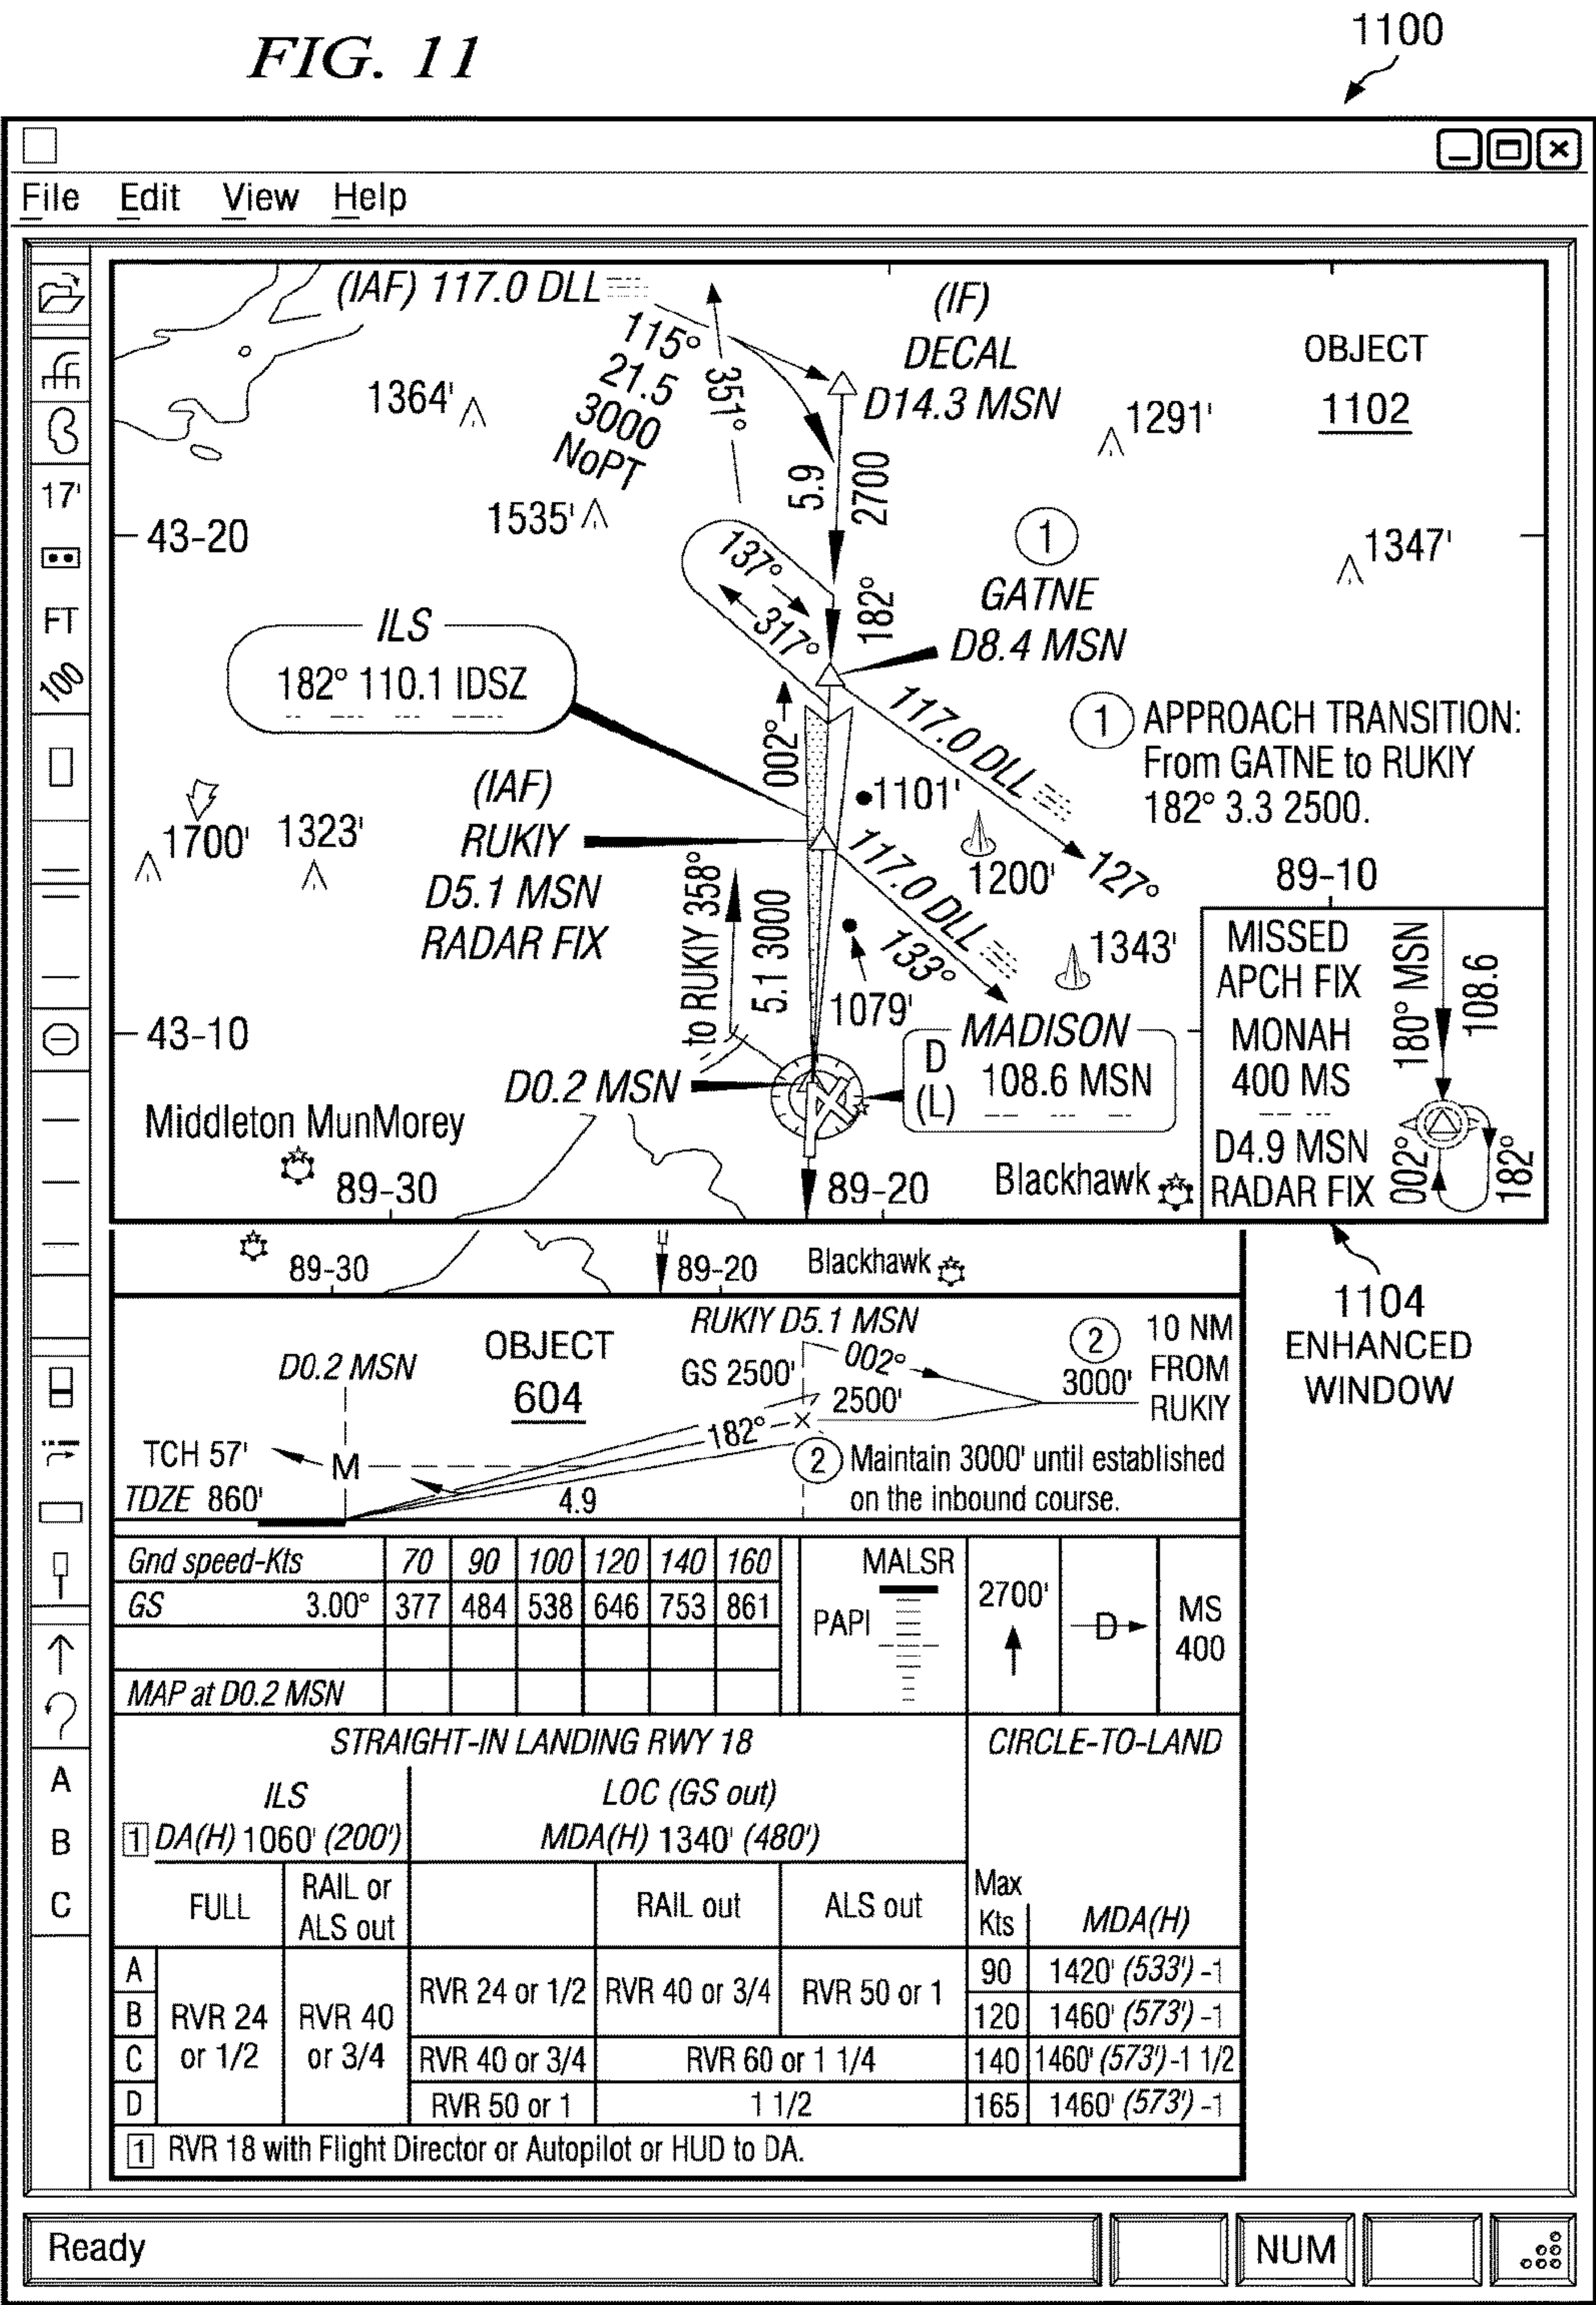 FIG. 11
1100
File Edit View Help
17'
FT
100
A
B
C
(IAF) 117.0 DLL
115°
21.5
3000
NoPT
351°
(IF)
DECAL
D14.3 MSN
OBJECT
1102
1364'
1291'
1535'
5.9
2700
43-20
1
1347'
137°
317°
182°
GATNE
D8.4 MSN
ILS
182° 110.1 IDSZ
002°
117.0 DLL
127°
1 APPROACH TRANSITION:
From GATNE to RUKIY
182° 3.3 2500.
1101'
(IAF)
RUKIY
D5.1 MSN
RADAR FIX
1700'
1323'
1200'
89-10
to RUKIY 358°
5.1 3000
117.0 DLL
133°
1343'
1079'
43-10
D0.2 MSN
MADISON
D
(L)
108.6 MSN
MISSED
APCH FIX
MONAH
400 MS
D4.9 MSN
RADAR FIX
180° MSN
108.6
002°
182°
Middleton MunMorey
89-30
89-20
Blackhawk
89-30
89-20
Blackhawk
1104
ENHANCED
WINDOW
D0.2 MSN
OBJECT
604
RUKIY D5.1 MSN
GS 2500'
002°
2500'
2
3000'
10 NM
FROM
RUKIY
182°
TCH 57'
M
TDZE 860'
4.9
2 Maintain 3000' until established
on the inbound course.
Gnd speed-Kts 70 90 100 120 140 160
GS 3.00° 377 484 538 646 753 861
MAP at D0.2 MSN
MALSR
PAPI
2700'
D
MS
400
STRAIGHT-IN LANDING RWY 18
CIRCLE-TO-LAND
ILS
1 DA(H) 1060' (200')
LOC (GS out)
MDA(H) 1340' (480')
FULL
RAIL or
ALS out
RAIL out
ALS out
Max
Kts
MDA(H)
A
B
C
D
RVR 24
or 1/2
RVR 40
or 3/4
RVR 24 or 1/2
RVR 40 or 3/4
RVR 50 or 1
RVR 40 or 3/4
RVR 60 or 1 1/4
RVR 50 or 1
1 1/2
90 1420' (533') -1
120 1460' (573') -1
140 1460' (573') -1 1/2
165 1460' (573') -1
1 RVR 18 with Flight Director or Autopilot or HUD to DA.
Ready
NUM